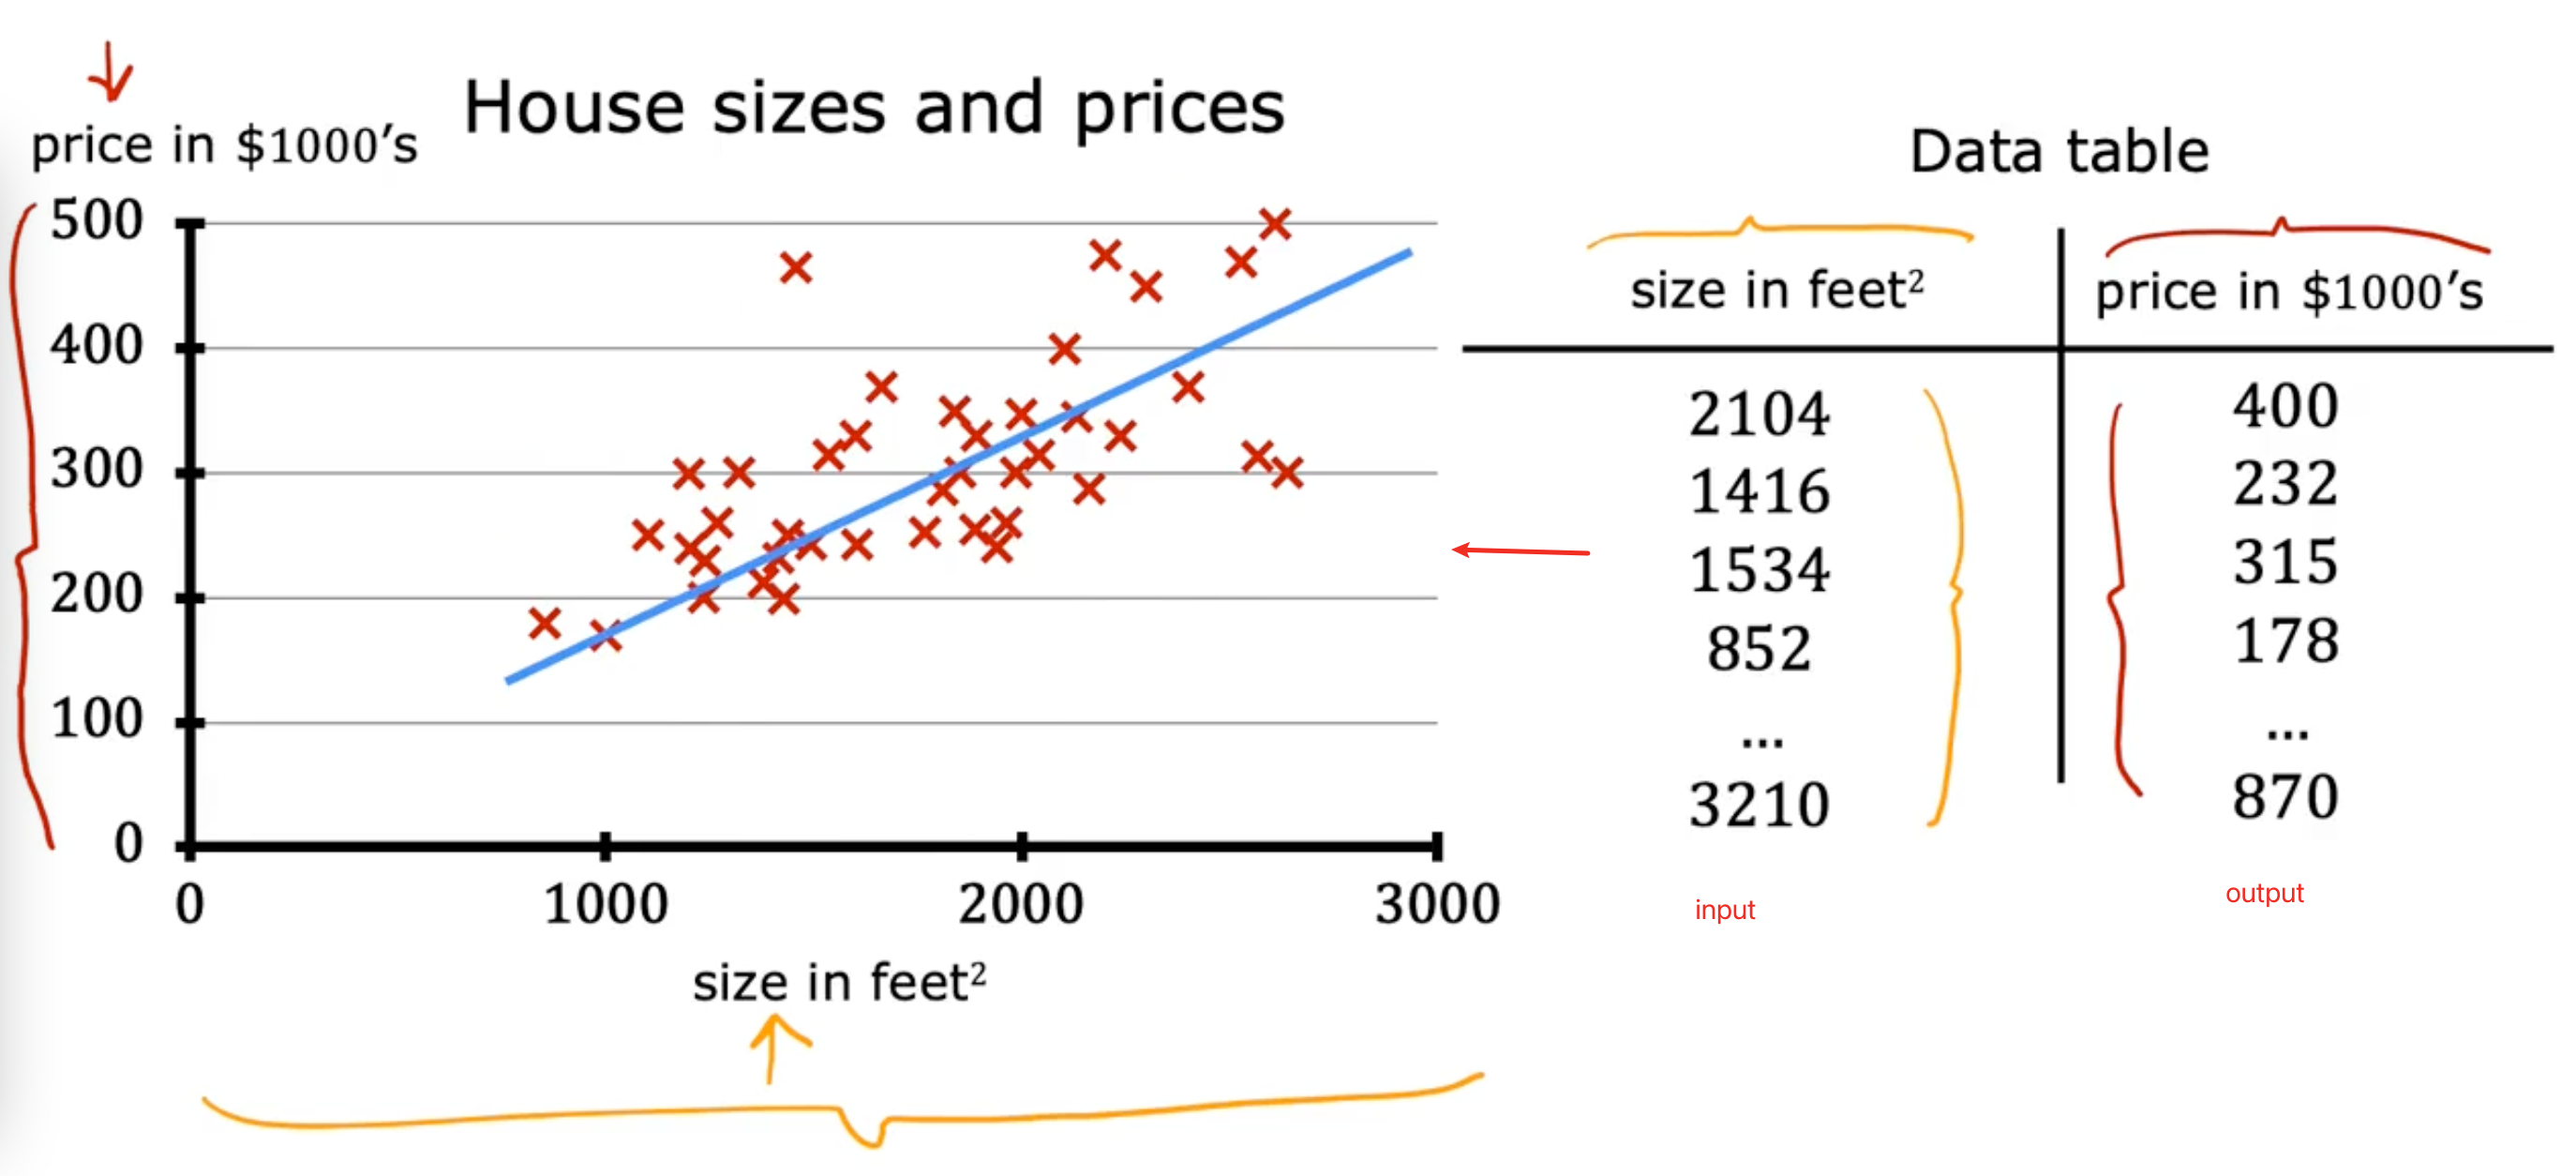 House sizes and prices
price in $1000's
500
400
300
200
100
0
0 1000 2000 3000
size in feet²
Data table
size in feet² price in $1000's
2104 400
1416 232
1534 315
852 178
... ...
3210 870
input output